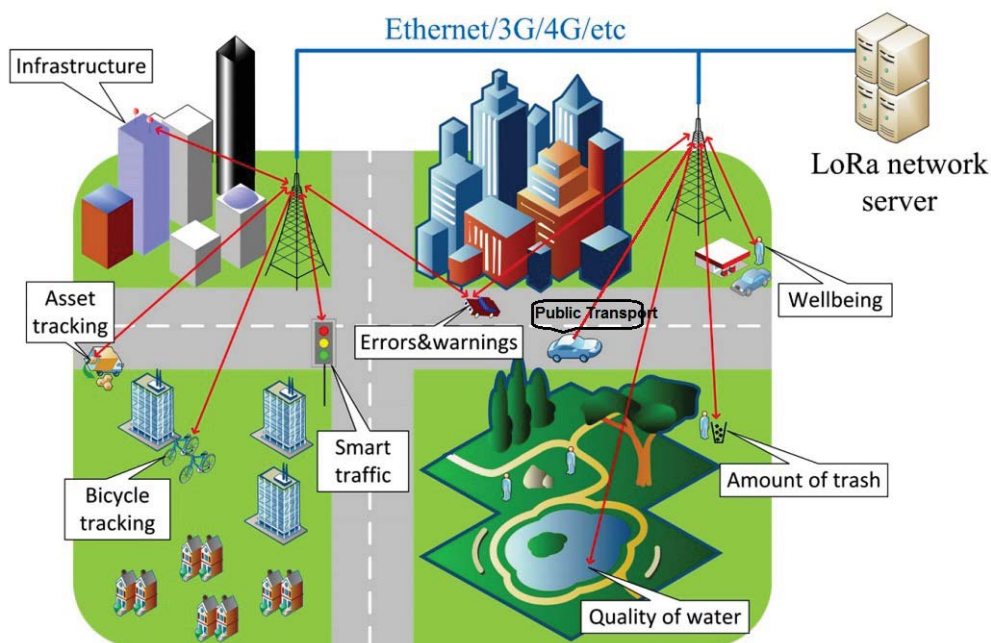 Ethernet/3G/4G/etc
Infrastructure
LoRa network
server
Asset
tracking
Public Transport
Wellbeing
Errors&warnings
Smart
traffic
Amount of trash
Bicycle
tracking
Quality of water